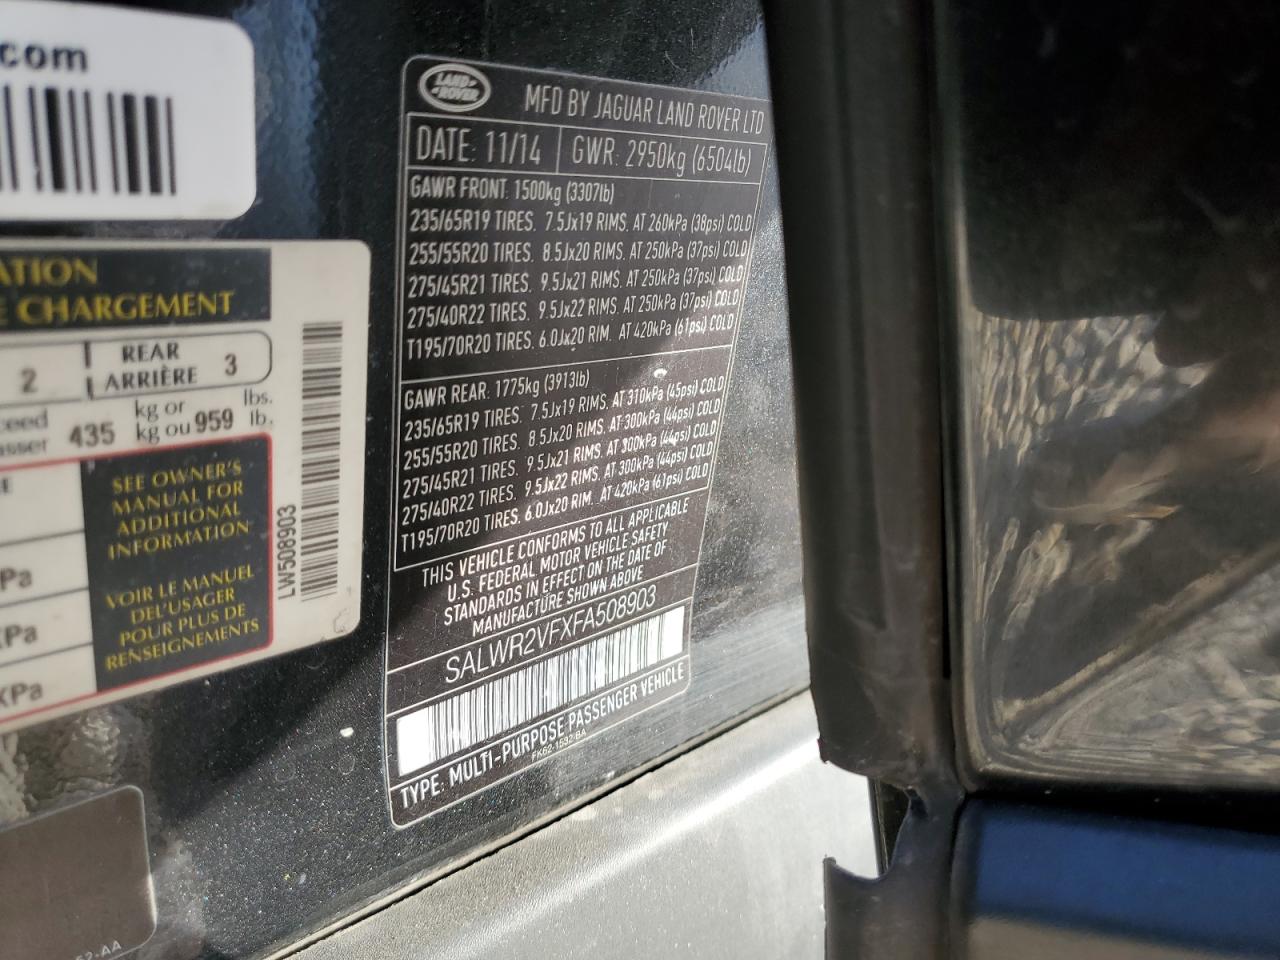 .com
ATION
E CHARGEMENT
2 REAR
ARRIÈRE 3
kg or lbs.
435 kg ou 959 lb.
SEE OWNER'S
MANUAL FOR
ADDITIONAL
INFORMATION
VOIR LE MANUEL
DEL'USAGER
POUR PLUS DE
RENSEIGNEMENTS
LW508903
LAND
ROVER
MFD BY JAGUAR LAND ROVER LTD
DATE: 11/14 GWR: 2950kg (6504lb)
GAWR FRONT. 1500kg (3307lb)
235/65R19 TIRES. 7.5Jx19 RIMS. AT 260kPa (38psi) COLD
255/55R20 TIRES. 8.5Jx20 RIMS. AT 250kPa (37psi) COLD
275/45R21 TIRES. 9.5Jx21 RIMS. AT 250kPa (37psi) COLD
275/40R22 TIRES. 9.5Jx22 RIMS. AT 250kPa (37psi) COLD
T195/70R20 TIRES. 6.0Jx20 RIM. AT 420kPa (61psi) COLD
GAWR REAR: 1775kg (3913lb)
235/65R19 TIRES. 7.5Jx19 RIMS. AT 310kPa (45psi) COLD
255/55R20 TIRES. 8.5Jx20 RIMS. AT 300kPa (44psi) COLD
275/45R21 TIRES. 9.5Jx21 RIMS. AT 300kPa (44psi) COLD
275/40R22 TIRES. 9.5Jx22 RIMS. AT 300kPa (44psi) COLD
T195/70R20 TIRES. 6.0Jx20 RIM. AT 420kPa (61psi) COLD
THIS VEHICLE CONFORMS TO ALL APPLICABLE
U.S. FEDERAL MOTOR VEHICLE SAFETY
STANDARDS IN EFFECT ON THE DATE OF
MANUFACTURE SHOWN ABOVE
SALWR2VFXFA508903
TYPE: MULTI-PURPOSE PASSENGER VEHICLE
FK62-1532-BA